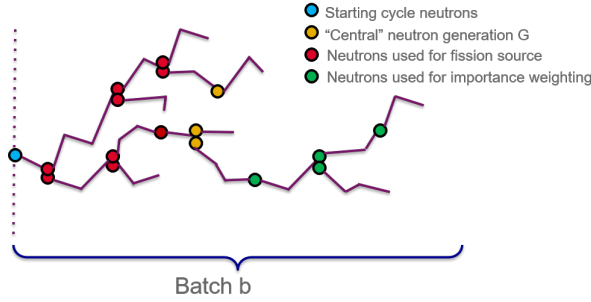 Starting cycle neutrons
“Central” neutron generation G
Neutrons used for fission source
Neutrons used for importance weighting
Batch b